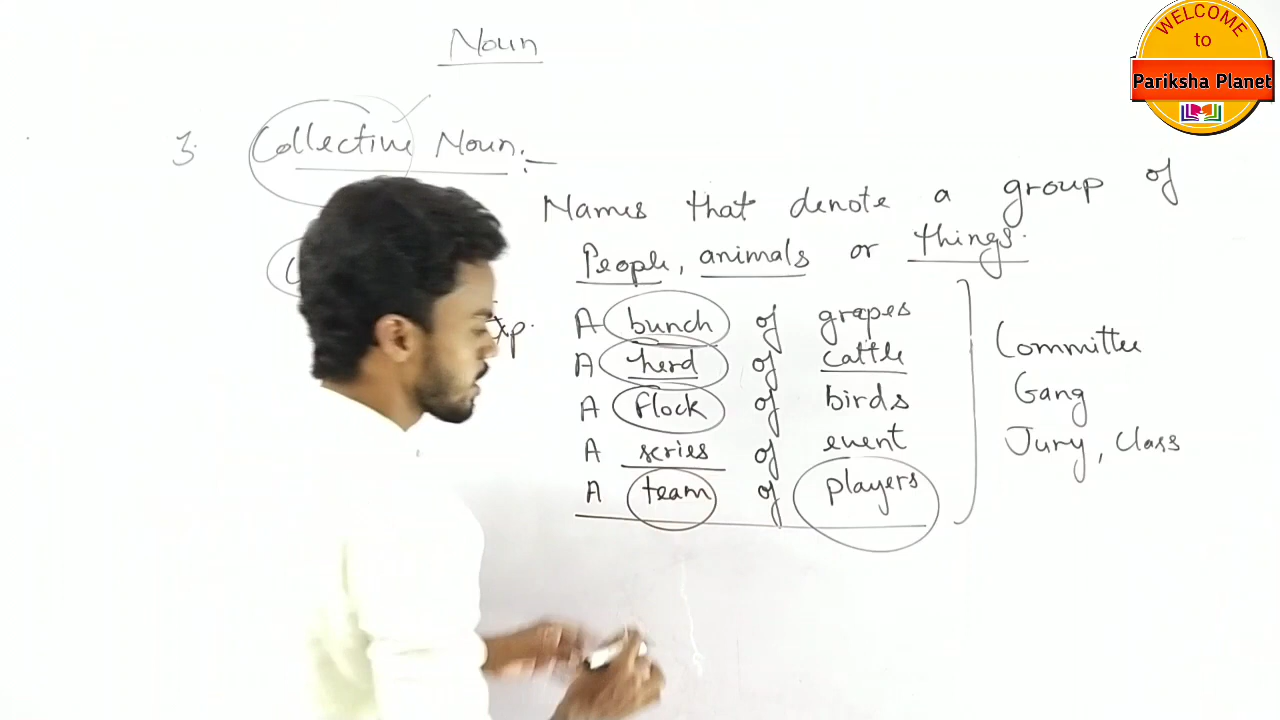 WELCOME
to
Pariksha Planet
Noun
3. Collective Noun:-
Names that denote a group of
People, animals or things.
A bunch of grapes
A herd of cattle
A flock of birds
A series of event
A team of players
Committee
Gang
Jury, Class